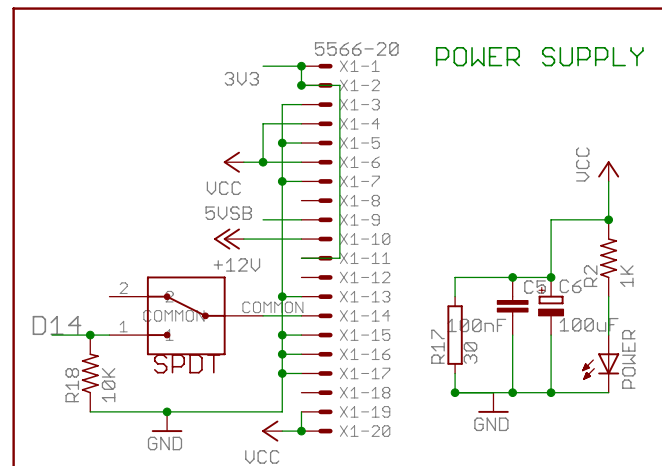 5566-20
POWER SUPPLY
3V3
X1-1
X1-2
X1-3
X1-4
X1-5
X1-6
X1-7
X1-8
X1-9
X1-10
X1-11
X1-12
X1-13
X1-14
X1-15
X1-16
X1-17
X1-18
X1-19
X1-20
VCC
5VSB
+12V
2
2
COMMON
COMMON
D14
1
1
SPDT
R18
10K
GND
VCC
VCC
R2
1K
C5
100nF
C6
+
100uF
R17
30
POWER
GND